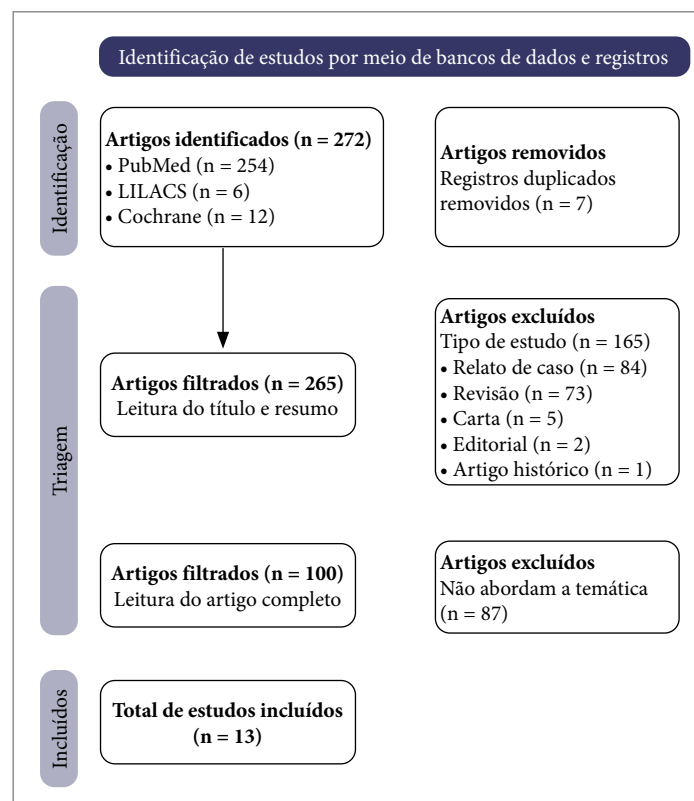 Identificação de estudos por meio de bancos de dados e registros
Identificação
Artigos identificados (n = 272)
• PubMed (n = 254)
• LILACS (n = 6)
• Cochrane (n = 12)
Artigos removidos
Registros duplicados
removidos (n = 7)
Triagem
Artigos filtrados (n = 265)
Leitura do título e resumo
Artigos excluídos
Tipo de estudo (n = 165)
• Relato de caso (n = 84)
• Revisão (n = 73)
• Carta (n = 5)
• Editorial (n = 2)
• Artigo histórico (n = 1)
Artigos filtrados (n = 100)
Leitura do artigo completo
Artigos excluídos
Não abordam a temática
(n = 87)
Incluídos
Total de estudos incluídos
(n = 13)